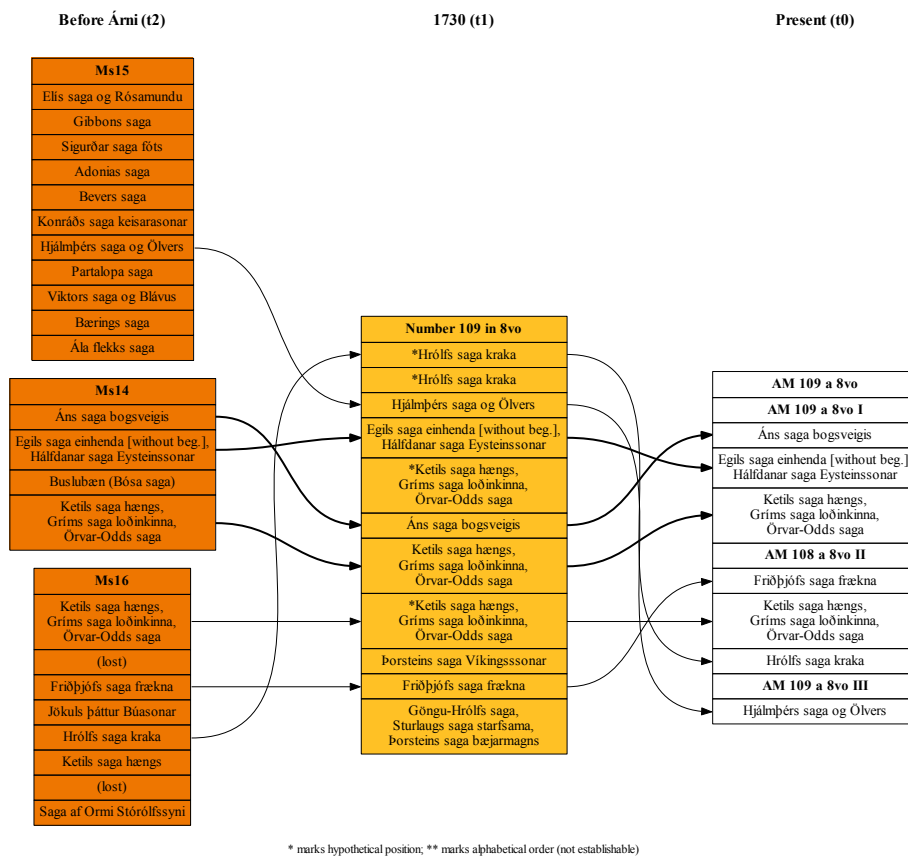 Before Árni (t2)
1730 (t1)
Present (t0)
Ms15
Elís saga og Rósamundu
Gibbons saga
Sigurðar saga fóts
Adonias saga
Bevers saga
Konráðs saga keisarasonar
Hjálmþérs saga og Ölvers
Partalopa saga
Viktors saga og Blávus
Bærings saga
Ála flekks saga
Ms14
Áns saga bogsveigis
Egils saga einhenda [without beg.],
Hálfdanar saga Eysteinssonar
Buslubæn (Bósa saga)
Ketils saga hængs,
Gríms saga loðinkinna,
Örvar-Odds saga
Ms16
Ketils saga hængs,
Gríms saga loðinkinna,
Örvar-Odds saga
(lost)
Friðþjófs saga frækna
Jökuls þáttur Búasonar
Hrólfs saga kraka
Ketils saga hængs
(lost)
Saga af Ormi Stórólfssyni
Number 109 in 8vo
*Hrólfs saga kraka
*Hrólfs saga kraka
Hjálmþérs saga og Ölvers
Egils saga einhenda [without beg.],
Hálfdanar saga Eysteinssonar
*Ketils saga hængs,
Gríms saga loðinkinna,
Örvar-Odds saga
Áns saga bogsveigis
Ketils saga hængs,
Gríms saga loðinkinna,
Örvar-Odds saga
*Ketils saga hængs,
Gríms saga loðinkinna,
Örvar-Odds saga
Þorsteins saga Víkingsssonar
Friðþjófs saga frækna
Göngu-Hrólfs saga,
Sturlaugs saga starfsama,
Þorsteins saga bæjarmagns
AM 109 a 8vo
AM 109 a 8vo I
Áns saga bogsveigis
Egils saga einhenda [without beg.],
Hálfdanar saga Eysteinssonar
Ketils saga hængs,
Gríms saga loðinkinna,
Örvar-Odds saga
AM 108 a 8vo II
Friðþjófs saga frækna
Ketils saga hængs,
Gríms saga loðinkinna,
Örvar-Odds saga
Hrólfs saga kraka
AM 109 a 8vo III
Hjálmþérs saga og Ölvers
* marks hypothetical position; ** marks alphabetical order (not establishable)